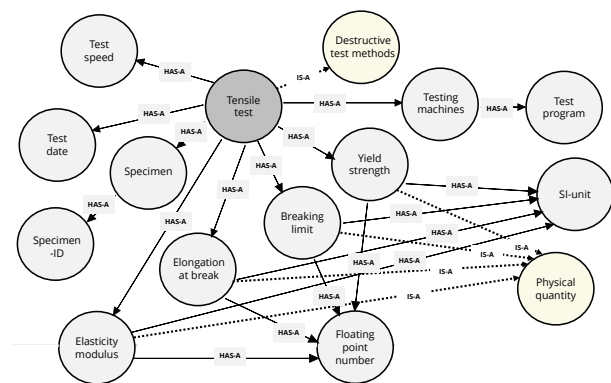 Test
speed
HAS-A
Destructive
test methods
IS-A
Tensile
test
HAS-A
Testing
machines
HAS-A
Test
program
Test
date
HAS-A
HAS-A
HAS-A
Specimen
HAS-A
Yield
strength
HAS-A
SI-unit
HAS-A
Specimen
-ID
HAS-A
HAS-A
Breaking
limit
HAS-A
HAS-A
IS-A
IS-A
Elongation
at break
HAS-A
HAS-A
IS-A
Physical
quantity
IS-A
HAS-A
Elasticity
modulus
HAS-A
HAS-A
Floating
point
number